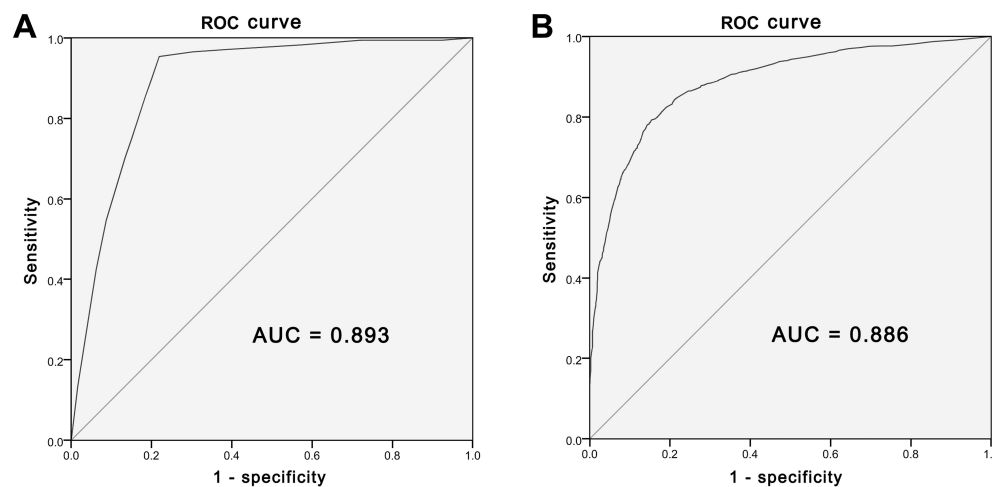 A
ROC curve
1.0
0.8
0.6
0.4
0.2
0.0
Sensitivity
AUC = 0.893
0.0 0.2 0.4 0.6 0.8 1.0
1 - specificity
B
ROC curve
1.0
0.8
0.6
0.4
0.2
0.0
Sensitivity
AUC = 0.886
0.0 0.2 0.4 0.6 0.8 1.
1 - specificity